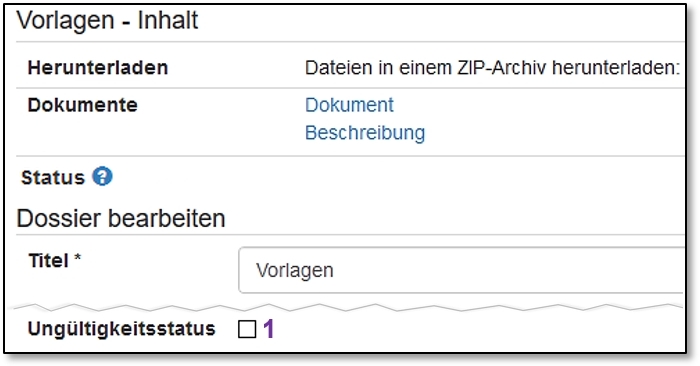 Vorlagen - Inhalt
Herunterladen Dateien in einem ZIP-Archiv herunterladen:
Dokumente Dokument
Beschreibung
Status ?
Dossier bearbeiten
Titel * Vorlagen
Ungültigkeitsstatus 1